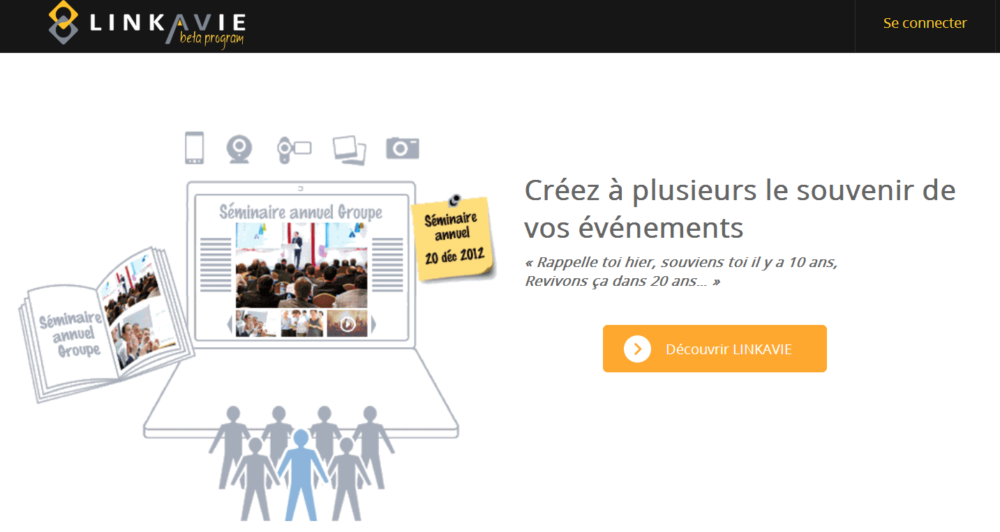 LINKAVIE
beta program
Se connecter
Séminaire annuel Groupe
Séminaire
annuel
20 déc 2012
Séminaire
annuel
Groupe
Créez à plusieurs le souvenir de
vos événements
« Rappelle toi hier, souviens toi il y a 10 ans,
Revivons ça dans 20 ans... »
Découvrir LINKAVIE